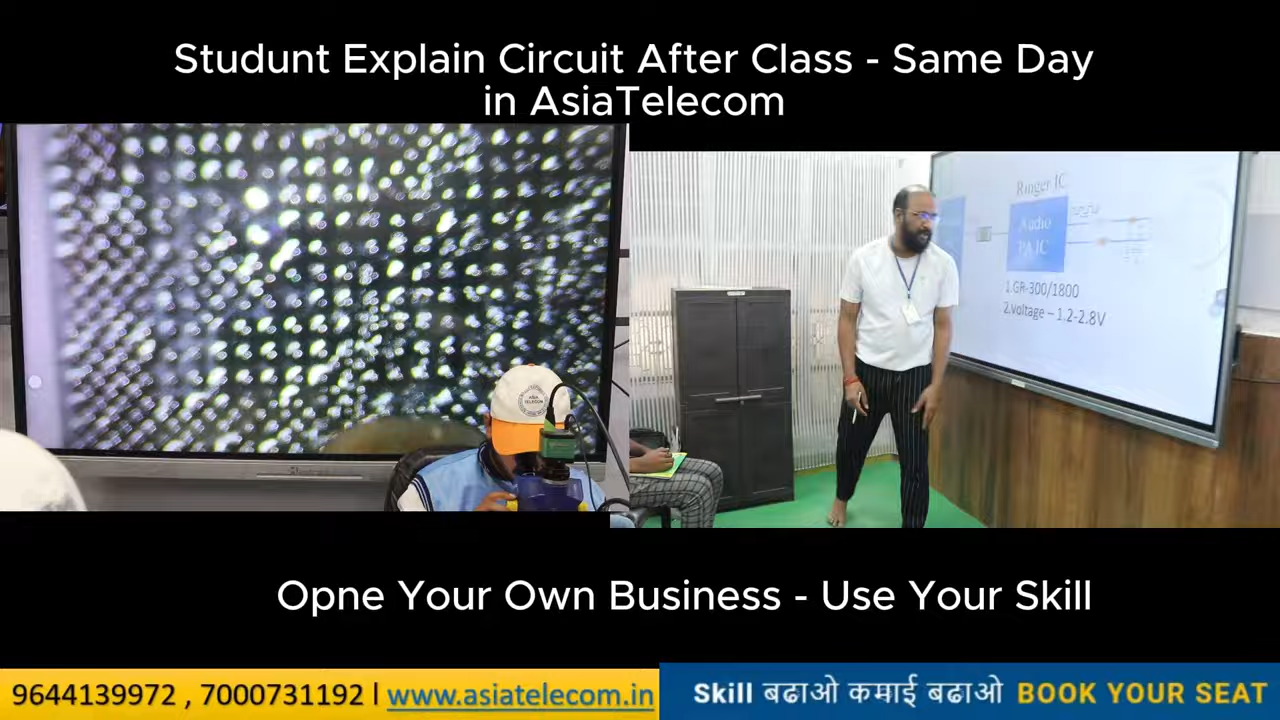 Studunt Explain Circuit After Class - Same Day
in AsiaTelecom
ASIA
TELECOM
Ringer IC
Audio
PA IC
1.GR-300/1800
2.Voltage – 1.2-2.8V
Opne Your Own Business - Use Your Skill
9644139972 , 7000731192 | www.asiatelecom.in
Skill बढाओ कमाई बढाओ BOOK YOUR SEAT